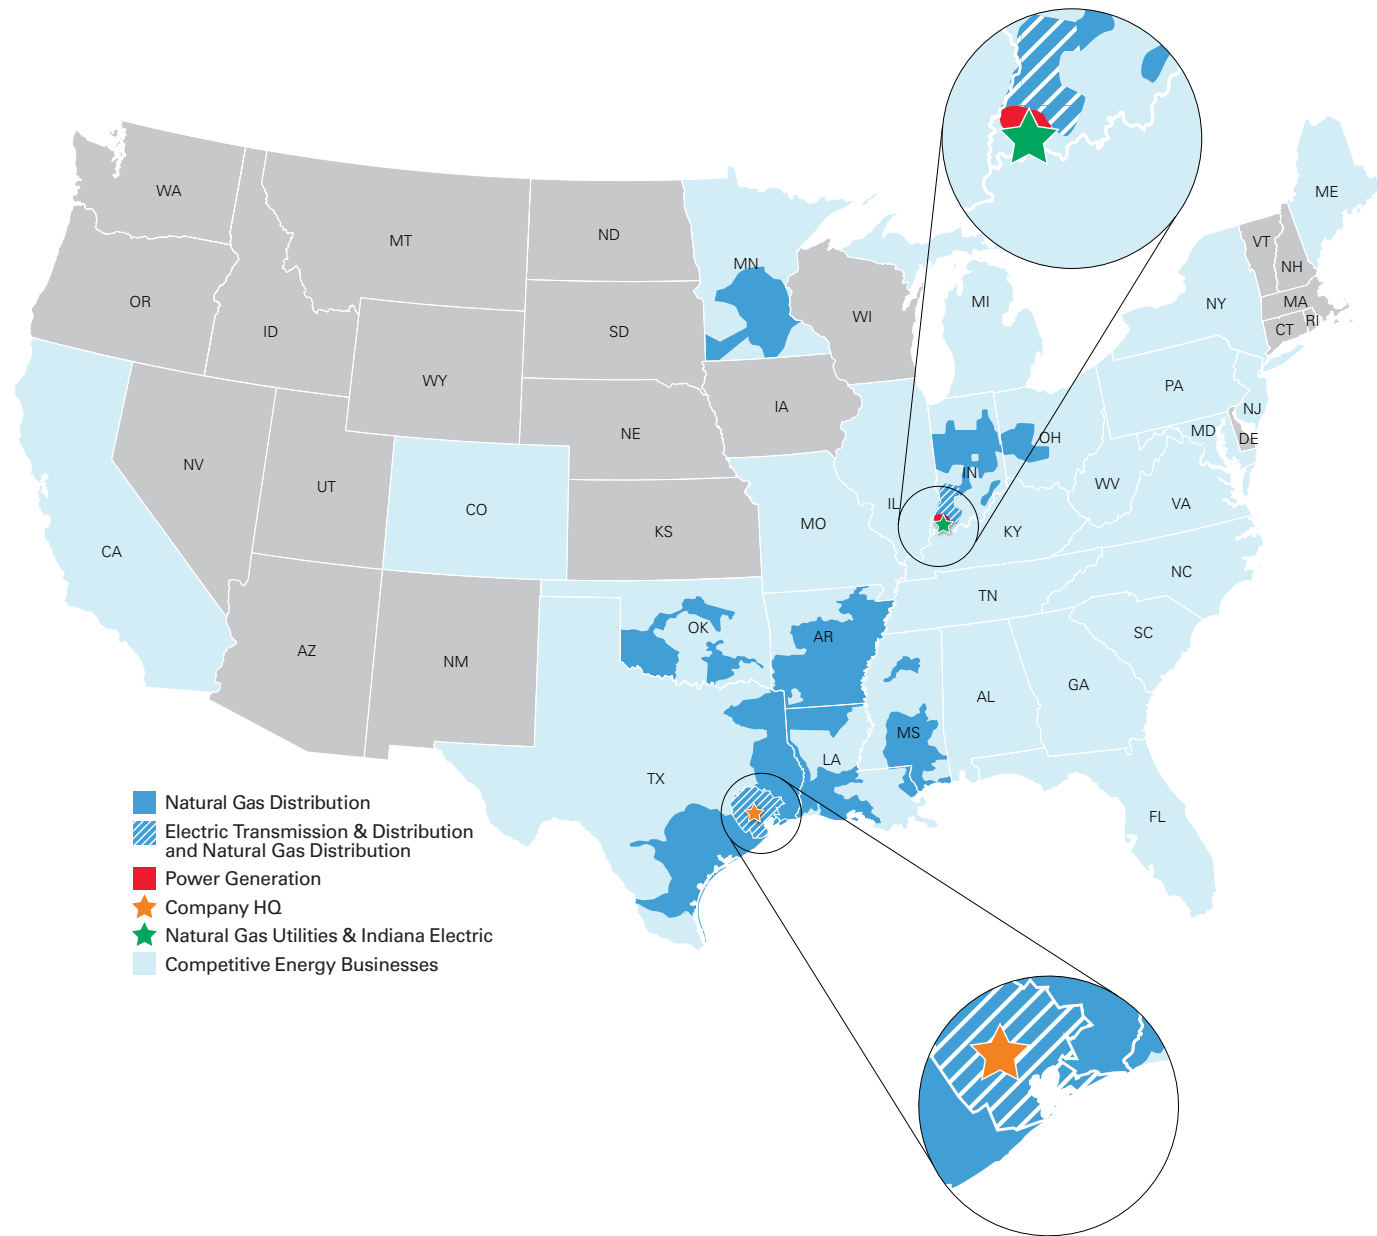 WA
MT
ND
MN
OR
ID
WY
SD
WI
MI
NY
VT
NH
ME
MA
CT
RI
NV
UT
CO
NE
IA
PA
NJ
MD
DE
OH
IN
IL
WV
VA
CA
KS
MO
KY
NC
TN
AZ
NM
OK
AR
SC
AL
GA
MS
LA
TX
FL
Natural Gas Distribution
Electric Transmission & Distribution
and Natural Gas Distribution
Power Generation
Company HQ
Natural Gas Utilities & Indiana Electric
Competitive Energy Businesses